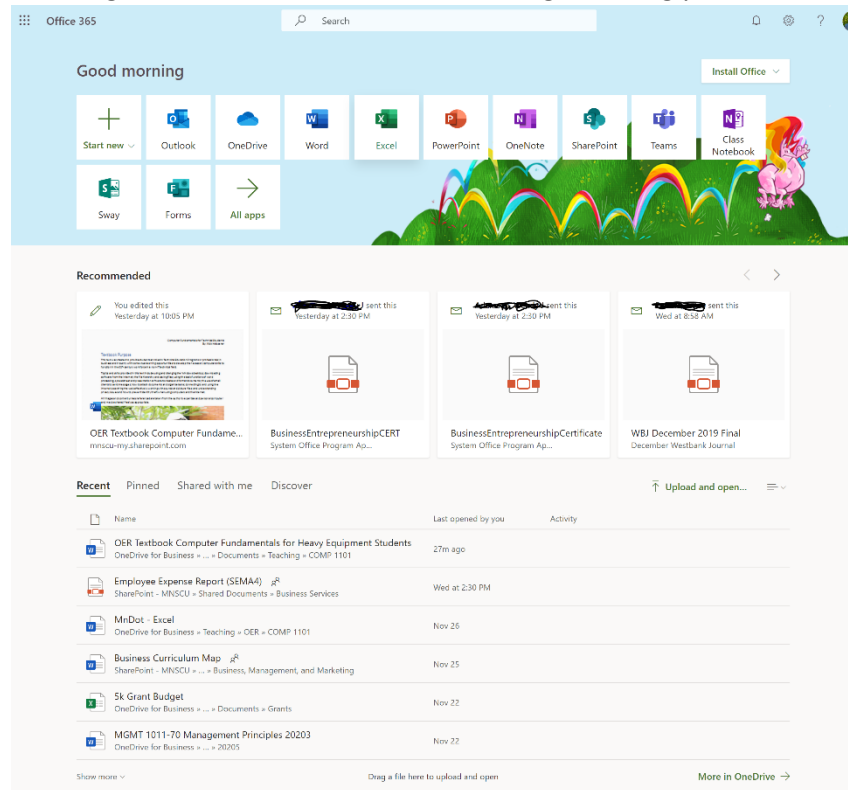 Office 365
Search
?
Good morning
Install Office
Start new
Outlook
OneDrive
Word
Excel
PowerPoint
OneNote
SharePoint
Teams
Class
Notebook
Sway
Forms
All apps
Recommended
You edited this
Yesterday at 10:05 PM
sent this
Yesterday at 2:30 PM
sent this
Yesterday at 2:30 PM
sent this
Wed at 8:58 AM
OER Textbook Computer Fundame...
mnscu-my.sharepoint.com
BusinessEntrepreneurshipCERT
System Office Program Ap...
BusinessEntrepreneurshipCertificate
System Office Program Ap...
WBJ December 2019 Final
December Westbank Journal
Recent Pinned Shared with me Discover
Upload and open...
Name Last opened by you Activity
OER Textbook Computer Fundamentals for Heavy Equipment Students
OneDrive for Business » ... » Documents » Teaching » COMP 1101
27m ago
Employee Expense Report (SEMA4)
SharePoint - MNSCU » Shared Documents » Business Services
Wed at 2:30 PM
MnDot - Excel
OneDrive for Business » Teaching » OER » COMP 1101
Nov 26
Business Curriculum Map
SharePoint - MNSCU » ... » Business, Management, and Marketing
Nov 25
5k Grant Budget
OneDrive for Business » ... » Documents » Grants
Nov 22
MGMT 1011-70 Management Principles 20203
OneDrive for Business » ... » 20205
Nov 22
Show more
Drag a file here to upload and open
More in OneDrive